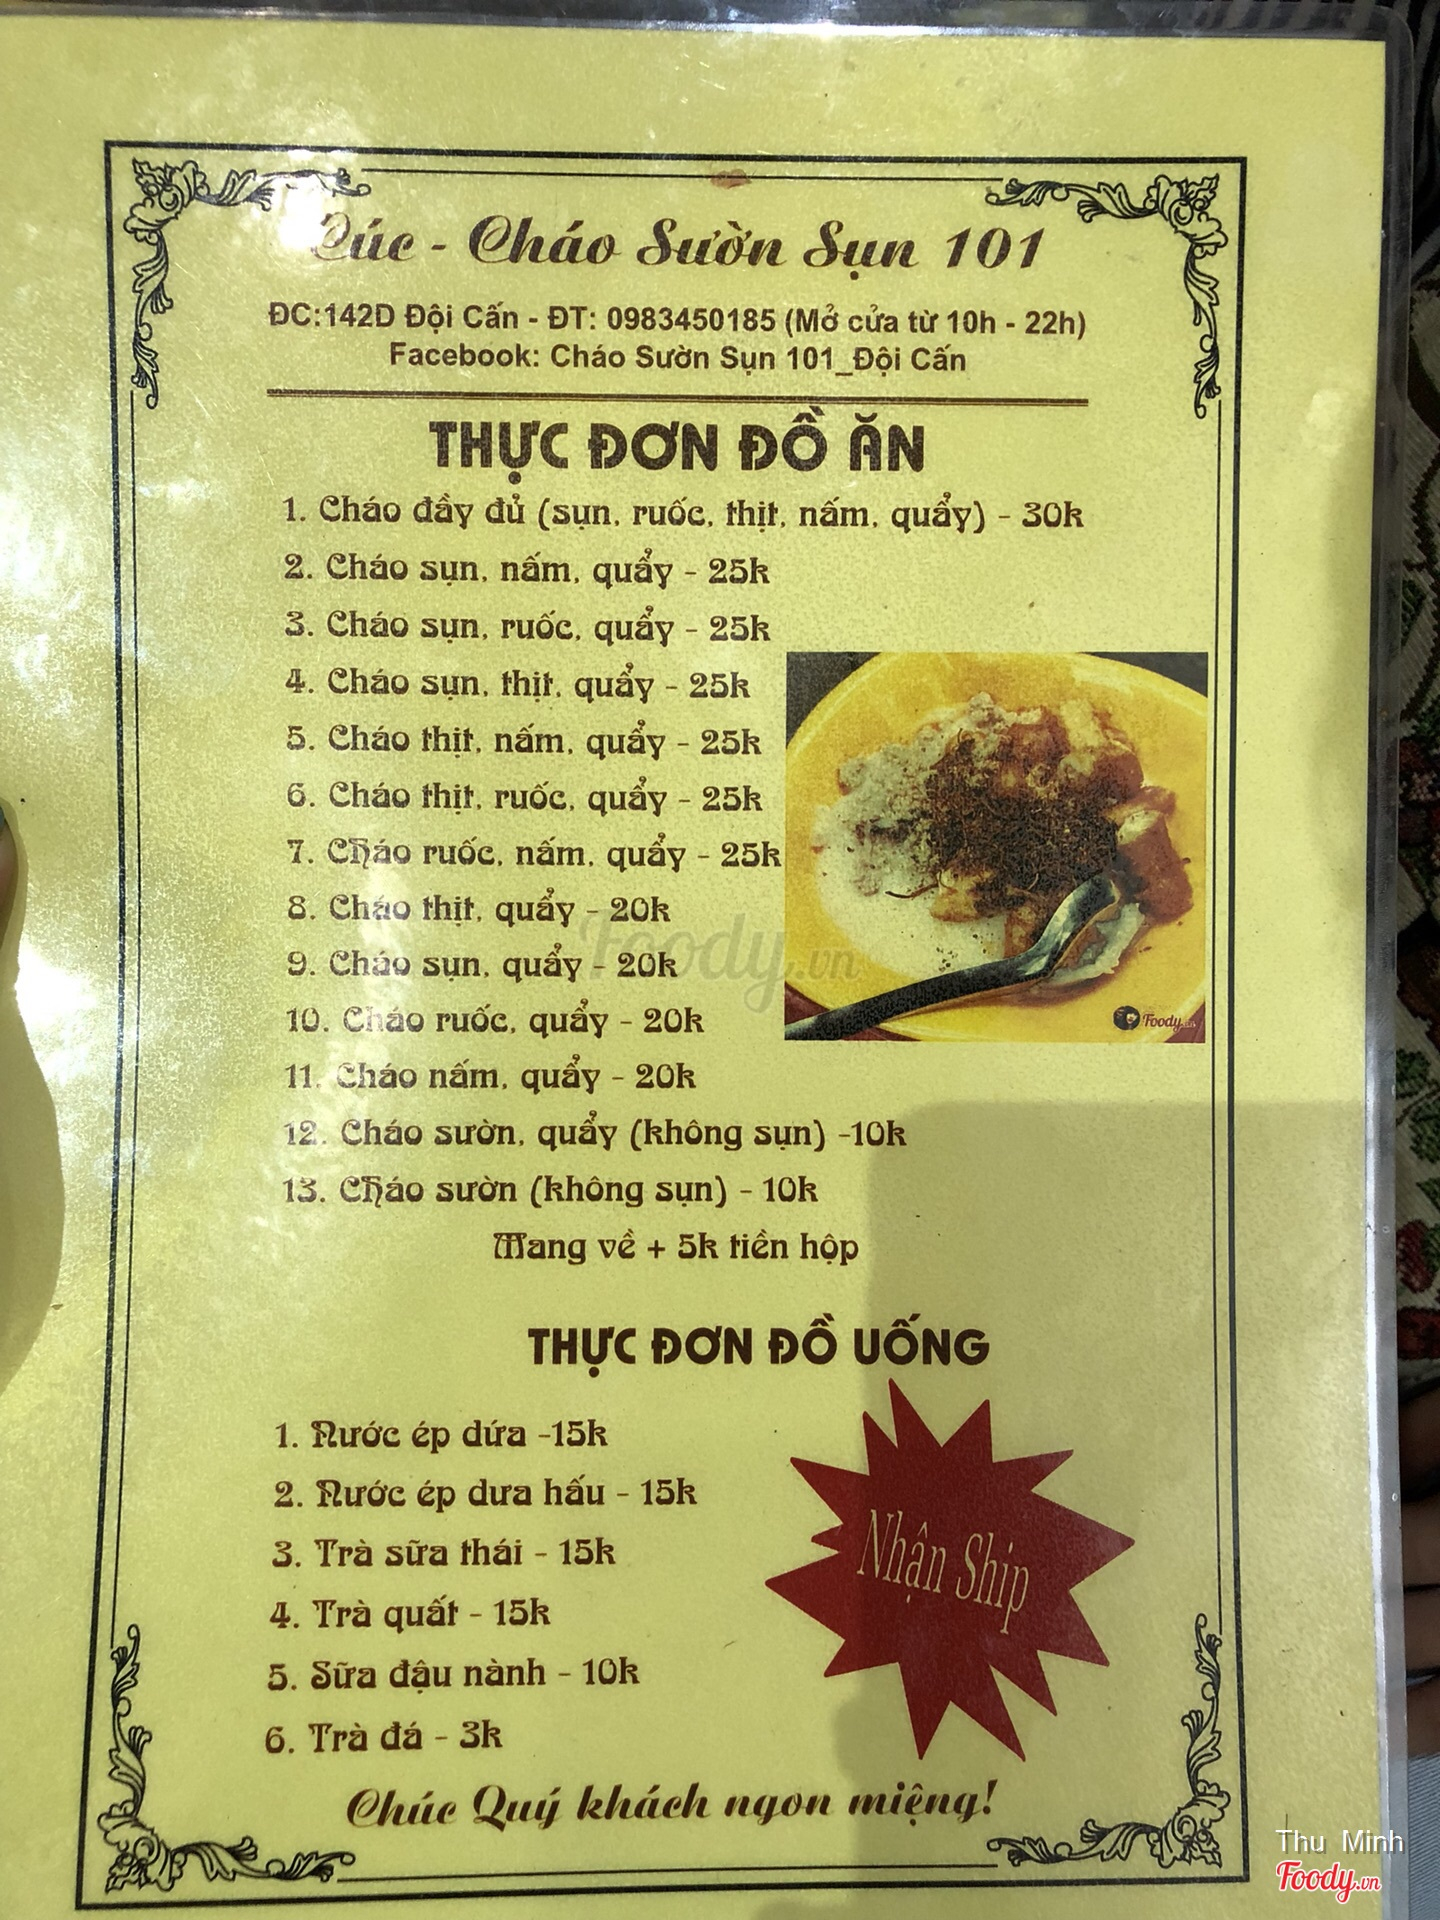 Cúc - Cháo Sườn Sụn 101
ĐC:142D Đội Cấn - ĐT: 0983450185 (Mở cửa từ 10h - 22h)
Facebook: Cháo Sườn Sụn 101_Đội Cấn
THỰC ĐƠN ĐỒ ĂN
1. Cháo đầy đủ (sụn, ruốc, thịt, nấm, quẩy) - 30k
2. Cháo sụn, nấm, quẩy - 25k
3. Cháo sụn, ruốc, quẩy - 25k
4. Cháo sụn, thịt, quẩy - 25k
5. Cháo thịt, nấm, quẩy - 25k
6. Cháo thịt, ruốc, quẩy - 25k
7. Cháo ruốc, nấm, quẩy - 25k
8. Cháo thịt, quẩy - 20k
9. Cháo sụn, quẩy - 20k
10. Cháo ruốc, quẩy - 20k
11. Cháo nấm, quẩy - 20k
12. Cháo sườn, quẩy (không sụn) -10k
13. Cháo sườn (không sụn) - 10k
Mang về + 5k tiền hộp
Foody.vn
Foody.vn
THỰC ĐƠN ĐỒ UỐNG
1. Nước ép dứa -15k
2. Nước ép dưa hấu - 15k
3. Trà sữa thái - 15k
4. Trà quất - 15k
5. Sữa đậu nành - 10k
6. Trà đá - 3k
Nhận Ship
Chúc Quý khách ngon miệng!
Thu Minh
Foody.vn